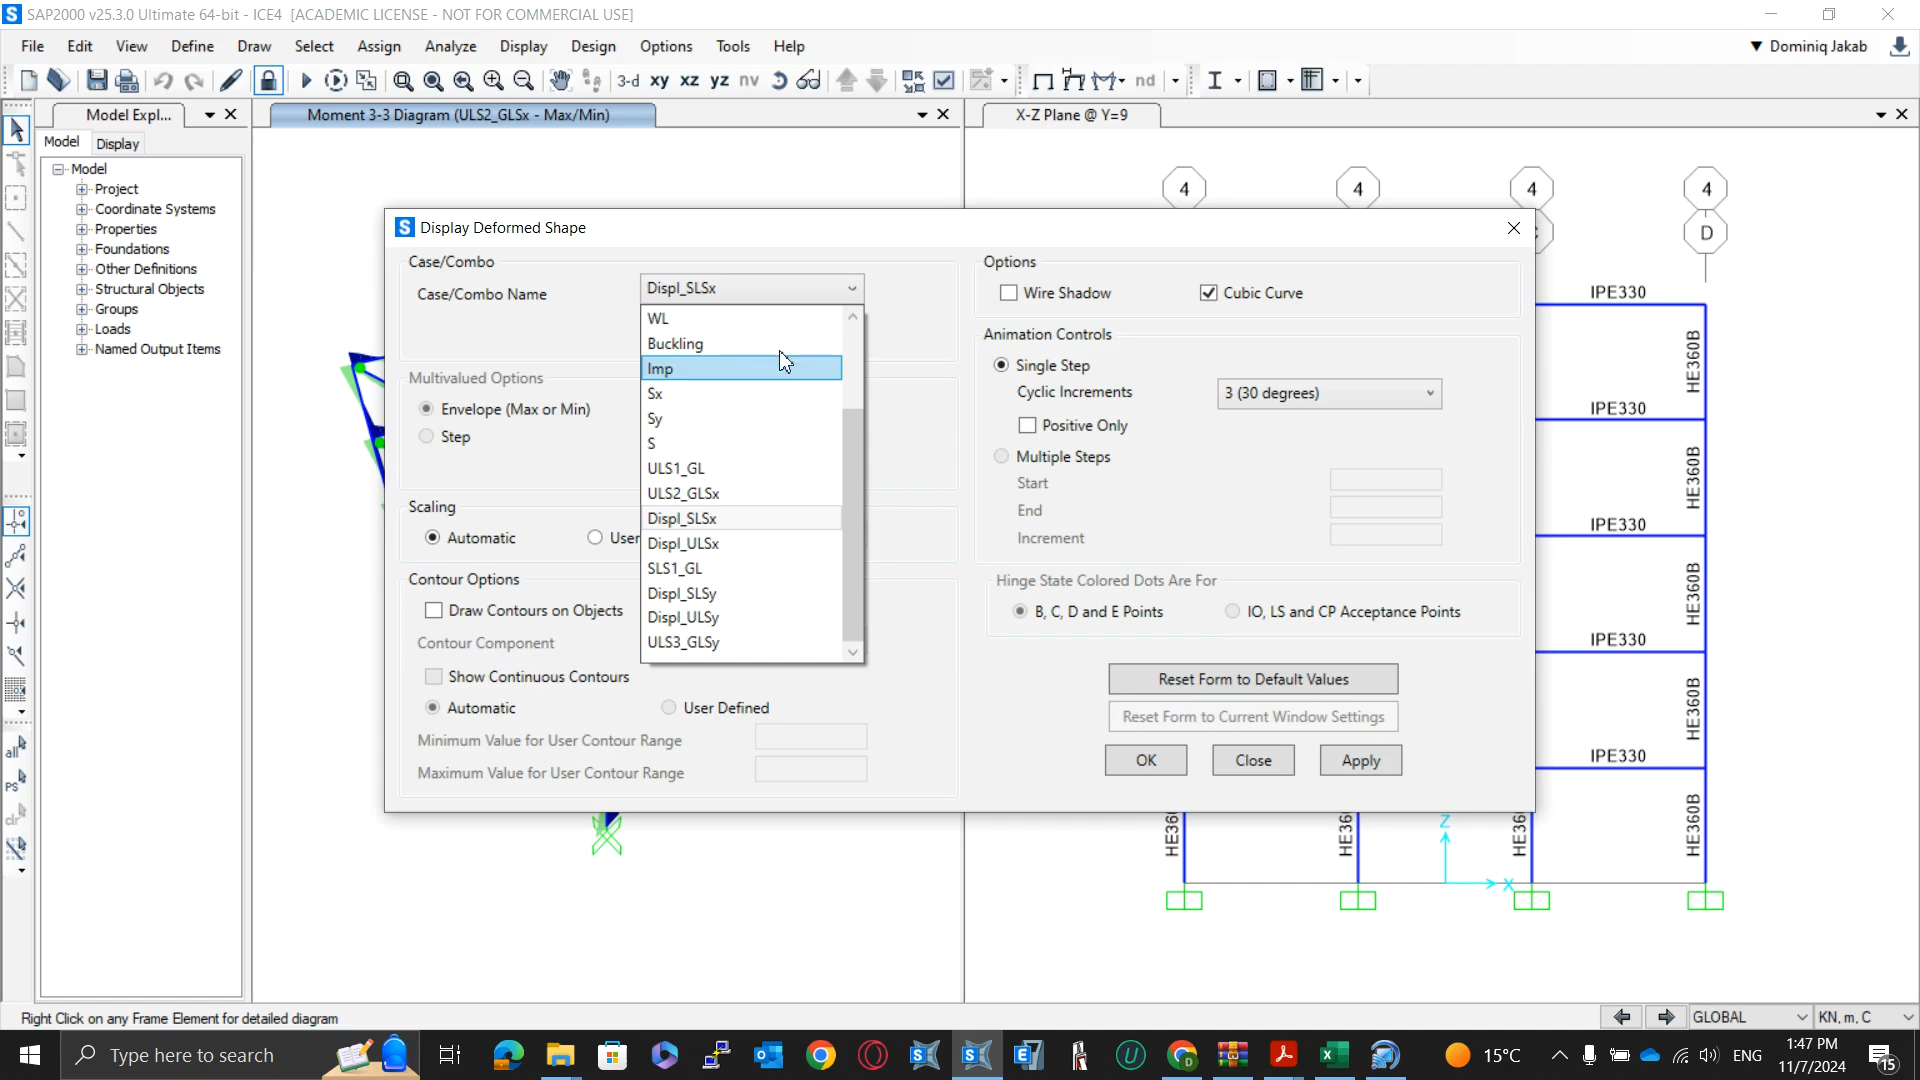 SAP2000 v25.3.0 Ultimate 64-bit - ICE4 [ACADEMIC LICENSE - NOT FOR COMMERCIAL USE]
File Edit View Define Draw Select Assign Analyze Display Design Options Tools Help
Dominiq Jakab
3-d xy xz yz nv nd
Model Expl...
Moment 3-3 Diagram (ULS2_GLSx - Max/Min)
X-Z Plane @ Y=9
Model Display
Model
Project
Coordinate Systems
Properties
Foundations
Other Definitions
Structural Objects
Groups
Loads
Named Output Items
all
PS
clr
4 4 4 4
D
IPE330
IPE330
IPE330
IPE330
IPE330
HE360B
HE360B
HE360B
HE360B
HE360B
HE360
HE36
HE36
Z
X
Display Deformed Shape
Case/Combo
Case/Combo Name
Displ_SLSx
WL
Buckling
Imp
Sx
Sy
S
ULS1_GL
ULS2_GLSx
Displ_SLSx
Displ_ULSx
SLS1_GL
Displ_SLSy
Displ_ULSy
ULS3_GLSy
Multivalued Options
Envelope (Max or Min)
Step
Scaling
Automatic
User
Contour Options
Draw Contours on Objects
Contour Component
Show Continuous Contours
Automatic
User Defined
Minimum Value for User Contour Range
Maximum Value for User Contour Range
Options
Wire Shadow
Cubic Curve
Animation Controls
Single Step
Cyclic Increments
3 (30 degrees)
Positive Only
Multiple Steps
Start
End
Increment
Hinge State Colored Dots Are For
B, C, D and E Points
IO, LS and CP Acceptance Points
Reset Form to Default Values
Reset Form to Current Window Settings
OK
Close
Apply
Right Click on any Frame Element for detailed diagram
GLOBAL
KN, m, C
Type here to search
15°C
ENG
1:47 PM
11/7/2024
15